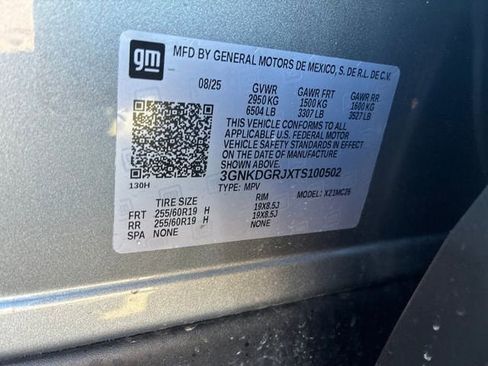 gm
MFD BY GENERAL MOTORS DE MEXICO, S. DE R.L. DE C.V.
08/25 GVWR GAWR FRT GAWR RR
2950 KG 1500 KG 1600 KG
6504 LB 3307 LB 3527 LB
THIS VEHICLE CONFORMS TO ALL
APPLICABLE U.S. FEDERAL MOTOR
VEHICLE SAFETY STANDARDS IN EFFECT
ON THE DATE OF MANUFACTURE
SHOWN ABOVE.
3GNKDGRJXTS100502
TYPE: MPV MODEL: XZ1MC26
130H
TIRE SIZE RIM
FRT 255/60R19 H 19X8.5J
RR 255/60R19 H 19X8.5J
SPA NONE NONE